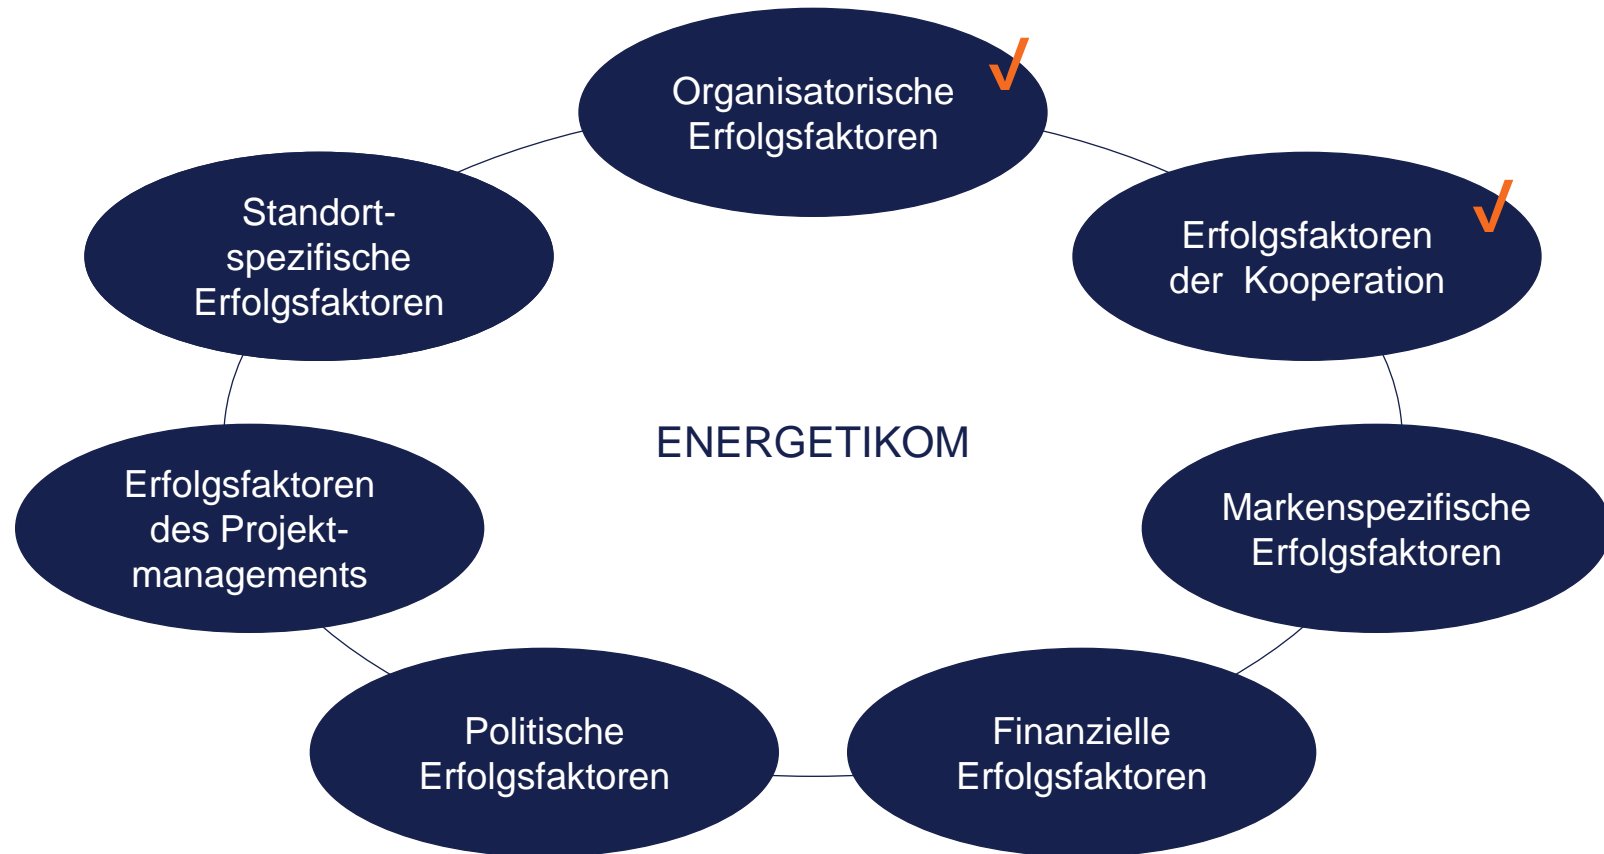 √
Organisatorische
Erfolgsfaktoren
√
Standort-
spezifische
Erfolgsfaktoren
Erfolgsfaktoren
der  Kooperation
ENERGETIKOM
Erfolgsfaktoren
des Projekt-
managements
Markenspezifische
Erfolgsfaktoren
Politische
Erfolgsfaktoren
Finanzielle
Erfolgsfaktoren